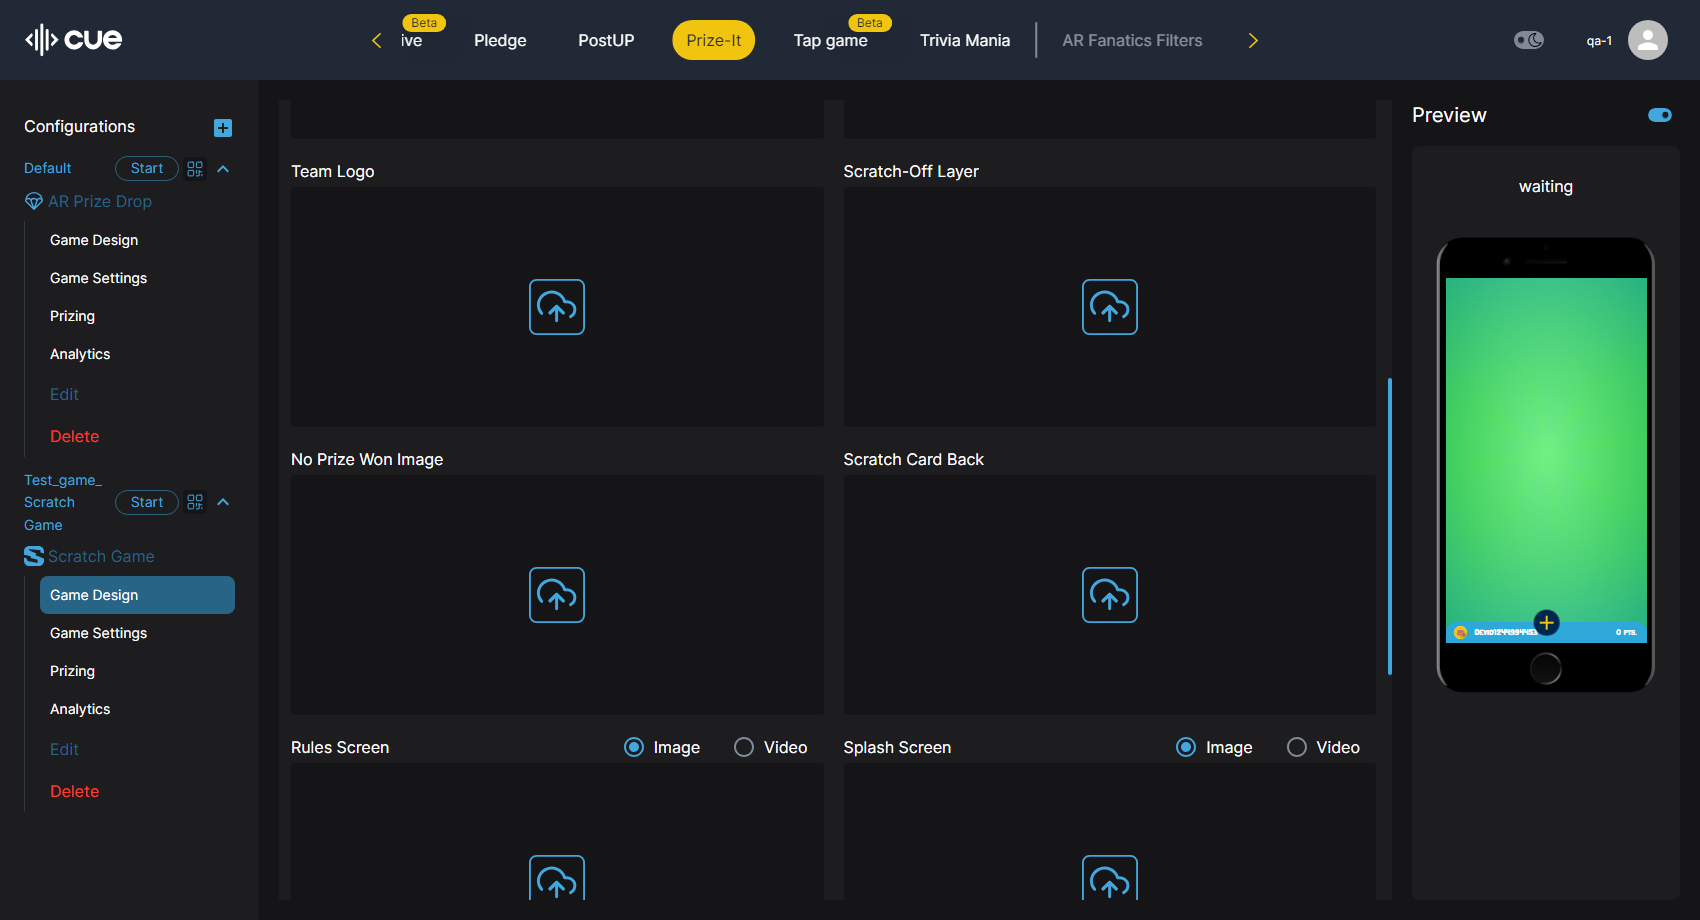 cue
Beta
ive
Pledge
PostUP
Prize-It
Beta
Tap game
Trivia Mania
AR Fanatics Filters
qa-1
Configurations
Default
Start
AR Prize Drop
Game Design
Game Settings
Prizing
Analytics
Edit
Delete
Test_game_
Scratch
Game
Start
Scratch Game
Game Design
Game Settings
Prizing
Analytics
Edit
Delete
Team Logo
Scratch-Off Layer
No Prize Won Image
Scratch Card Back
Rules Screen
Image
Video
Splash Screen
Image
Video
Preview
waiting
0 PTS.